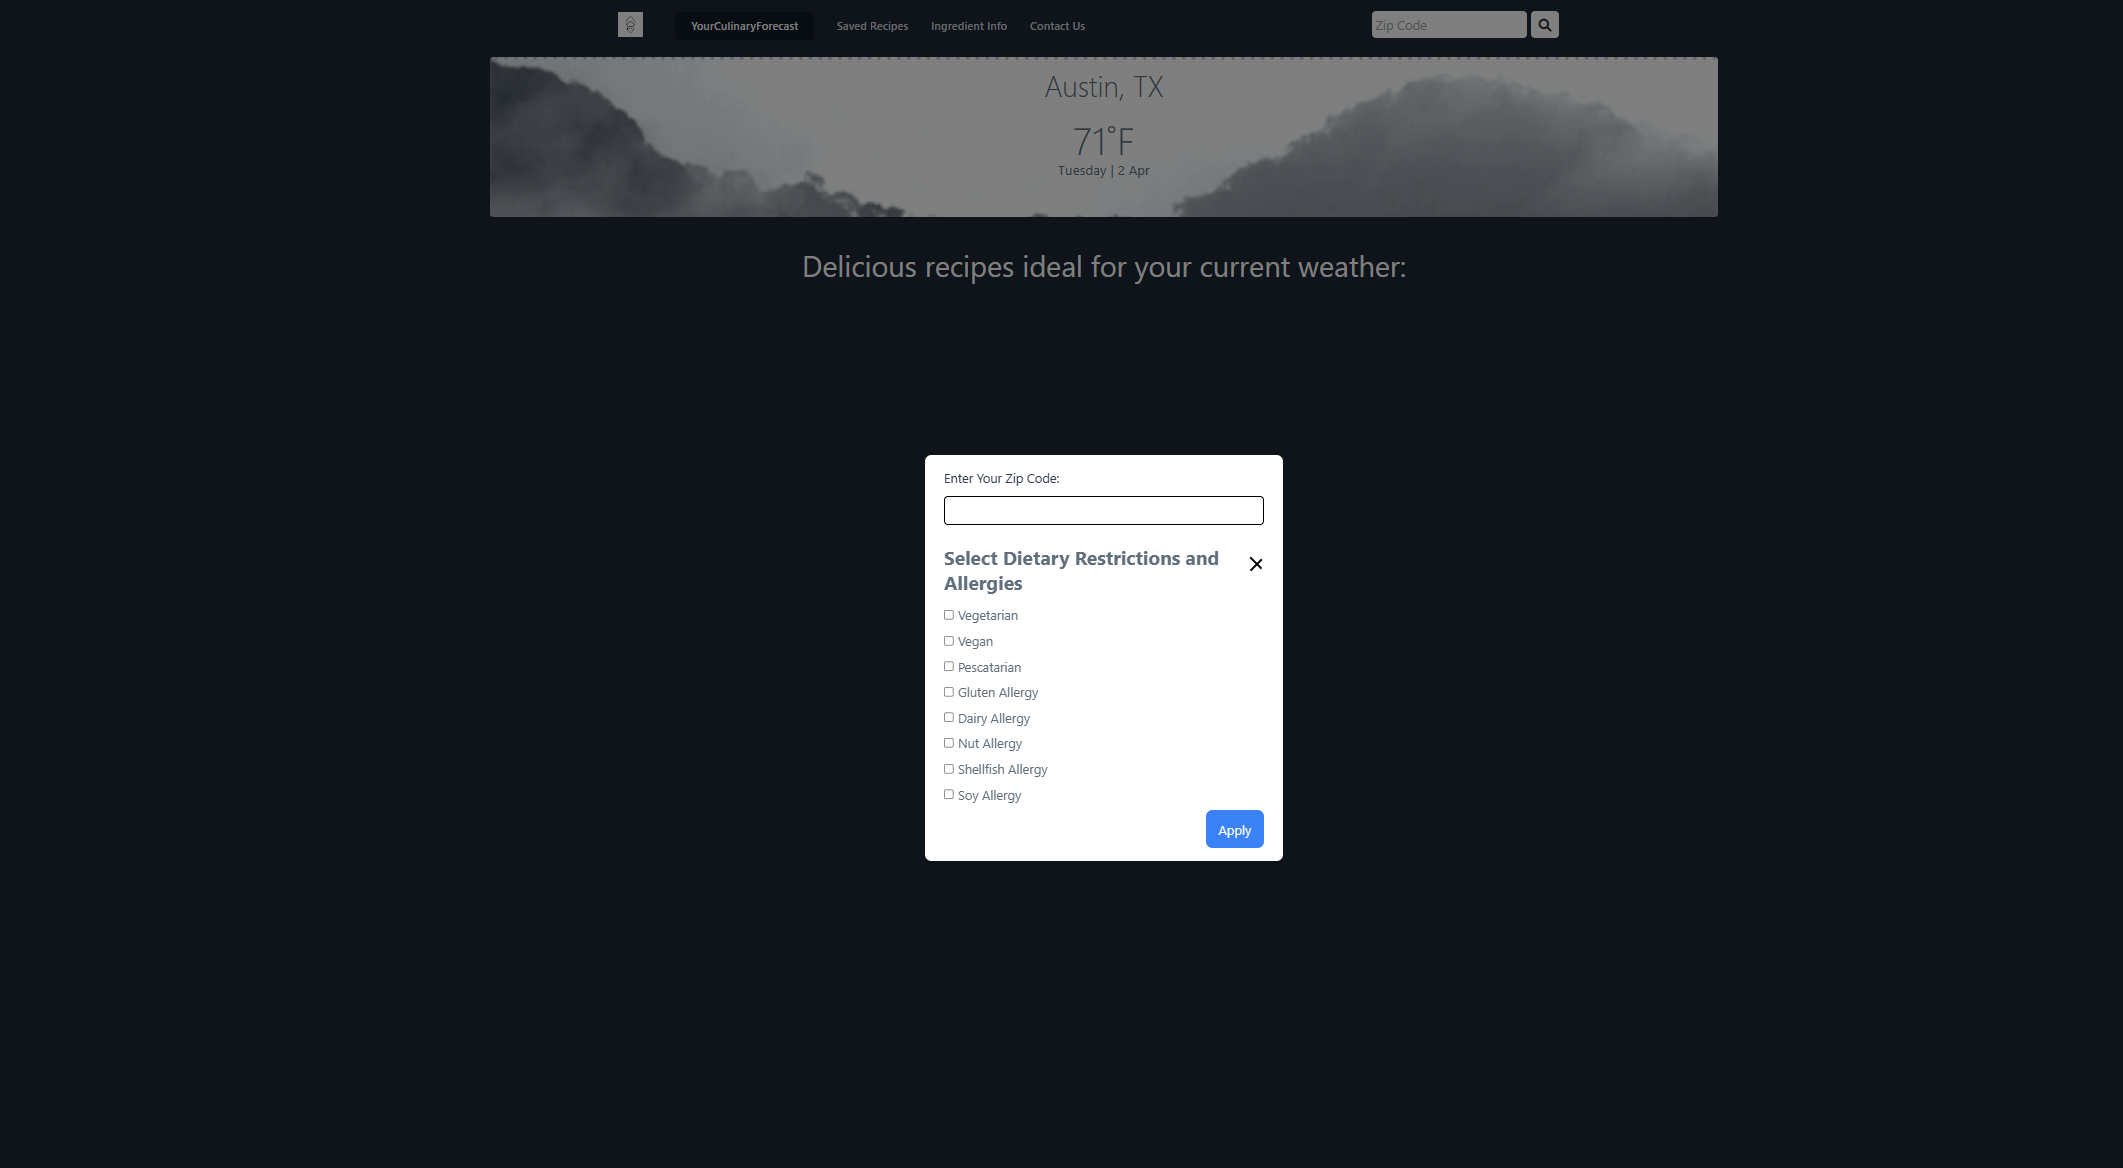 YourCulinaryForecast Saved Recipes Ingredient Info Contact Us Zip Code
Austin, TX
71°F
Tuesday | 2 Apr
Delicious recipes ideal for your current weather:
Enter Your Zip Code:
Select Dietary Restrictions and
Allergies
Vegetarian
Vegan
Pescatarian
Gluten Allergy
Dairy Allergy
Nut Allergy
Shellfish Allergy
Soy Allergy
Apply